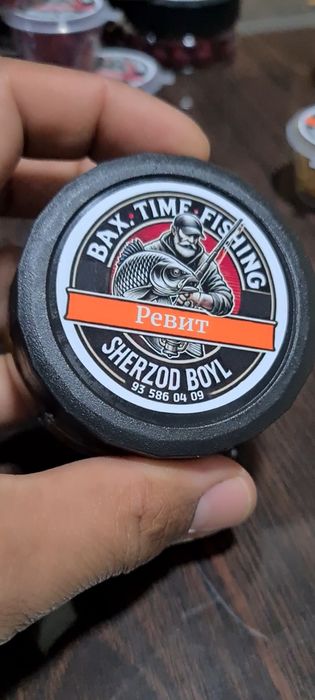 BAX.TIME.FISHING
Ревит
SHERZOD BOYL
93 586 04 09